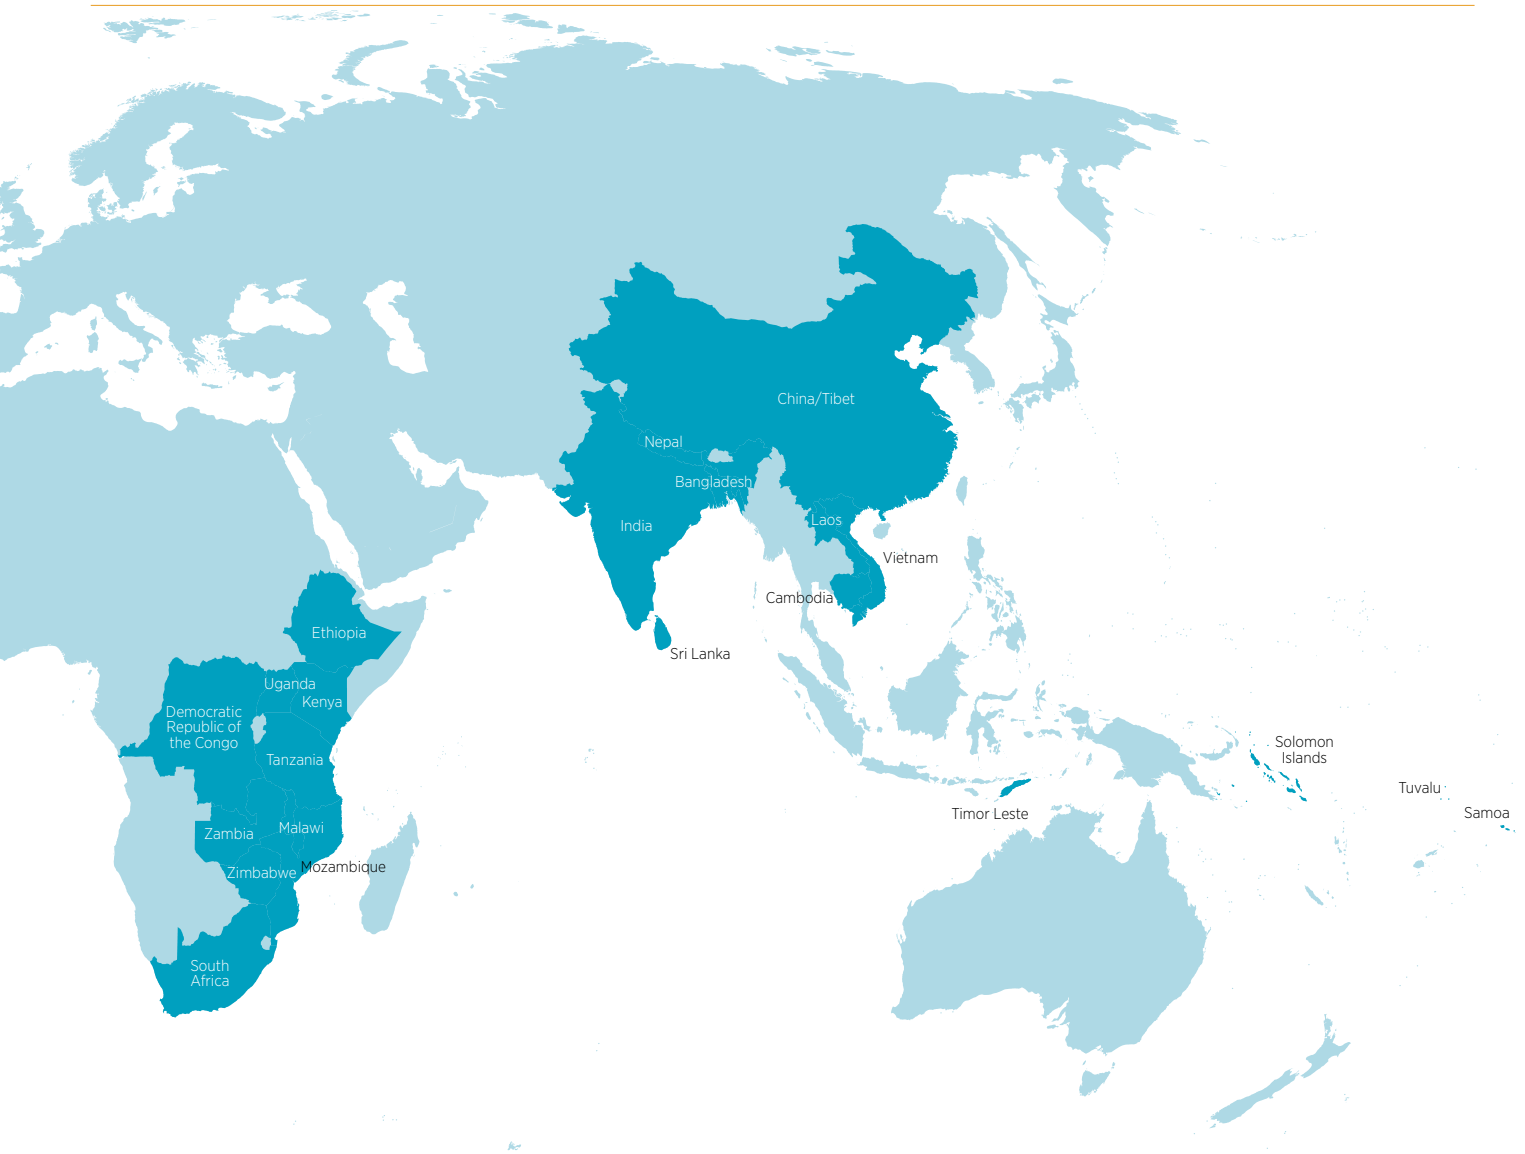 China/Tibet
Nepal
Bangladesh
India
Laos
Vietnam
Cambodia
Sri Lanka
Ethiopia
Uganda
Kenya
Democratic
Republic of
the Congo
Tanzania
Zambia
Malawi
Mozambique
Zimbabwe
South
Africa
Solomon
Islands
Tuvalu
Samoa
Timor Leste